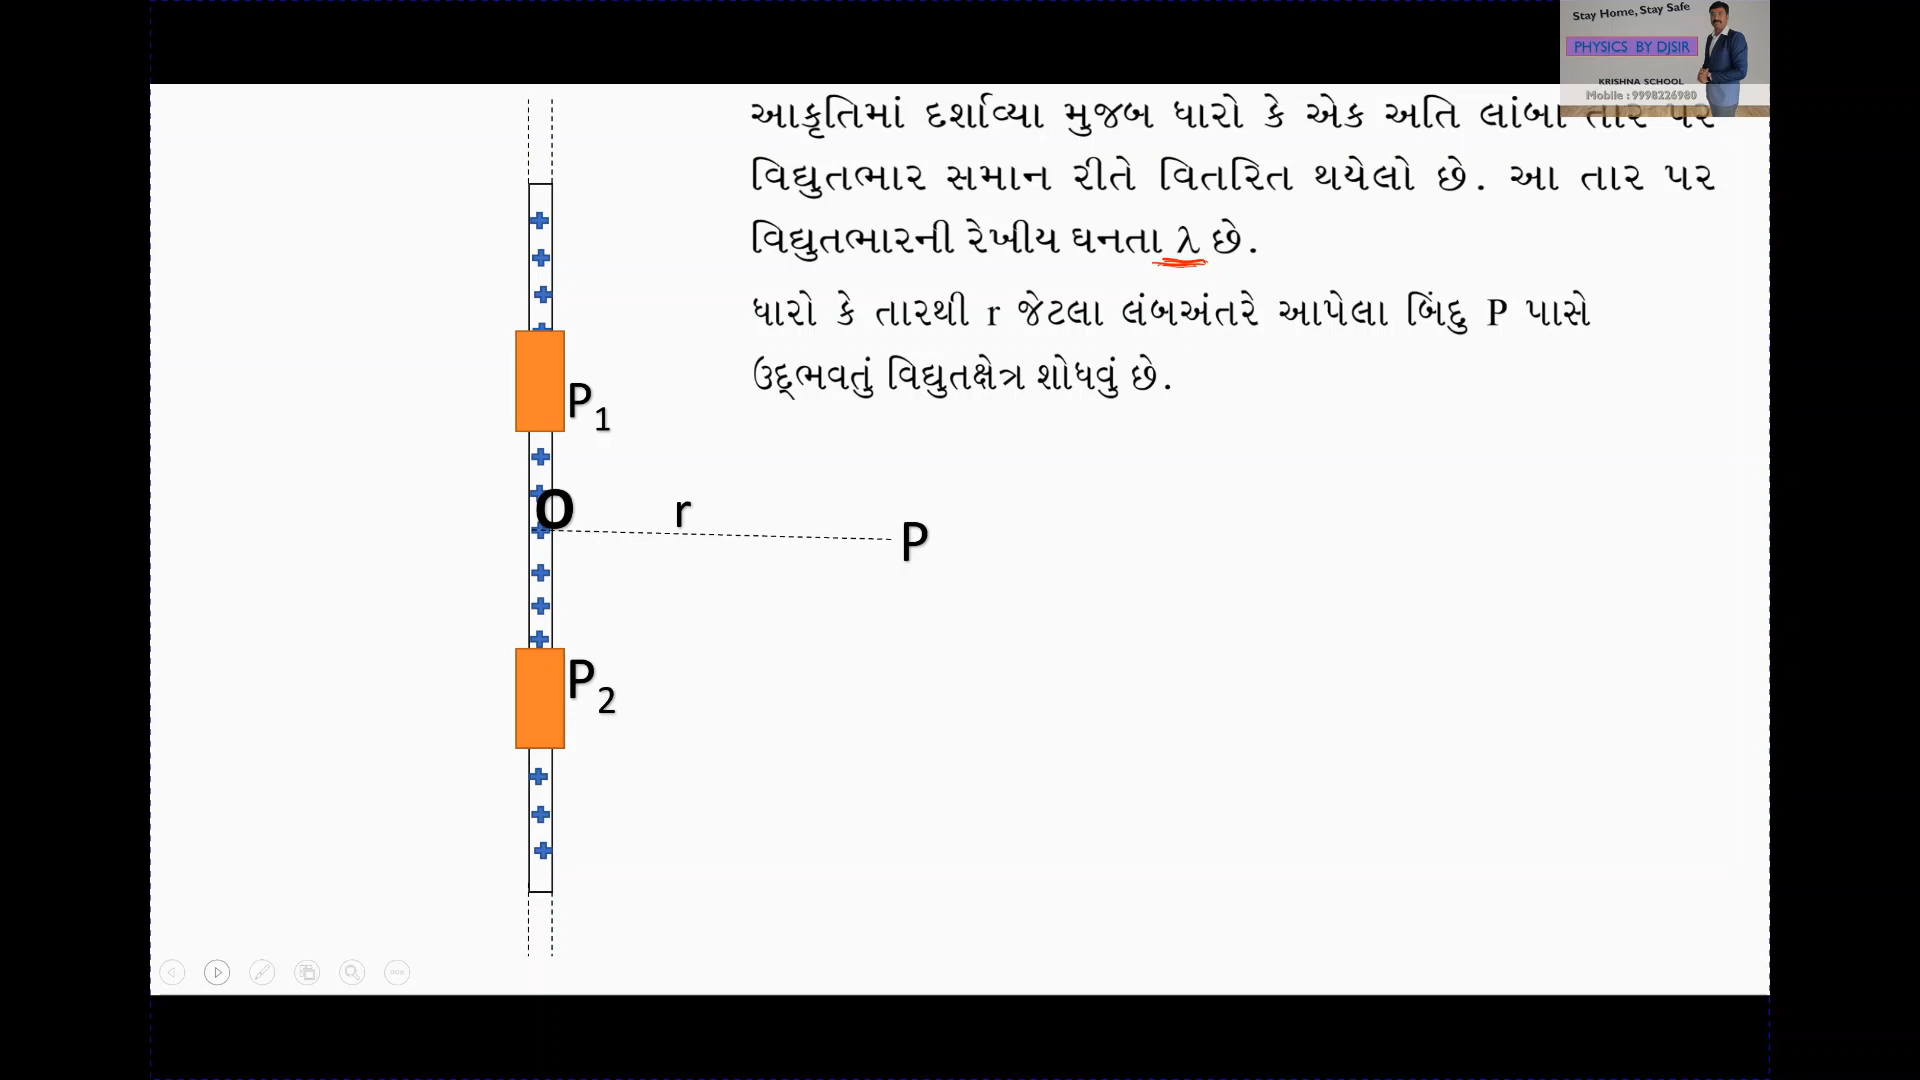 Stay Home, Stay Safe
PHYSICS BY DJSIR
KRISHNA SCHOOL
Mobile : 9998226980
આકૃતિમાં દર્શાવ્યા મુજબ ધારો કે એક અતિ લાંબા તાર પર
વિદ્યુતભાર સમાન રીતે વિતરિત થયેલો છે. આ તાર પર
વિદ્યુતભારની રેખીય ઘનતા λ છે.
ધારો કે તારથી r જેટલા લંબઅંતરે આપેલા બિંદુ P પાસે
ઉદ્‌ભવતું વિદ્યુતક્ષેત્ર શોધવું છે.
P1
O
r
P
P2